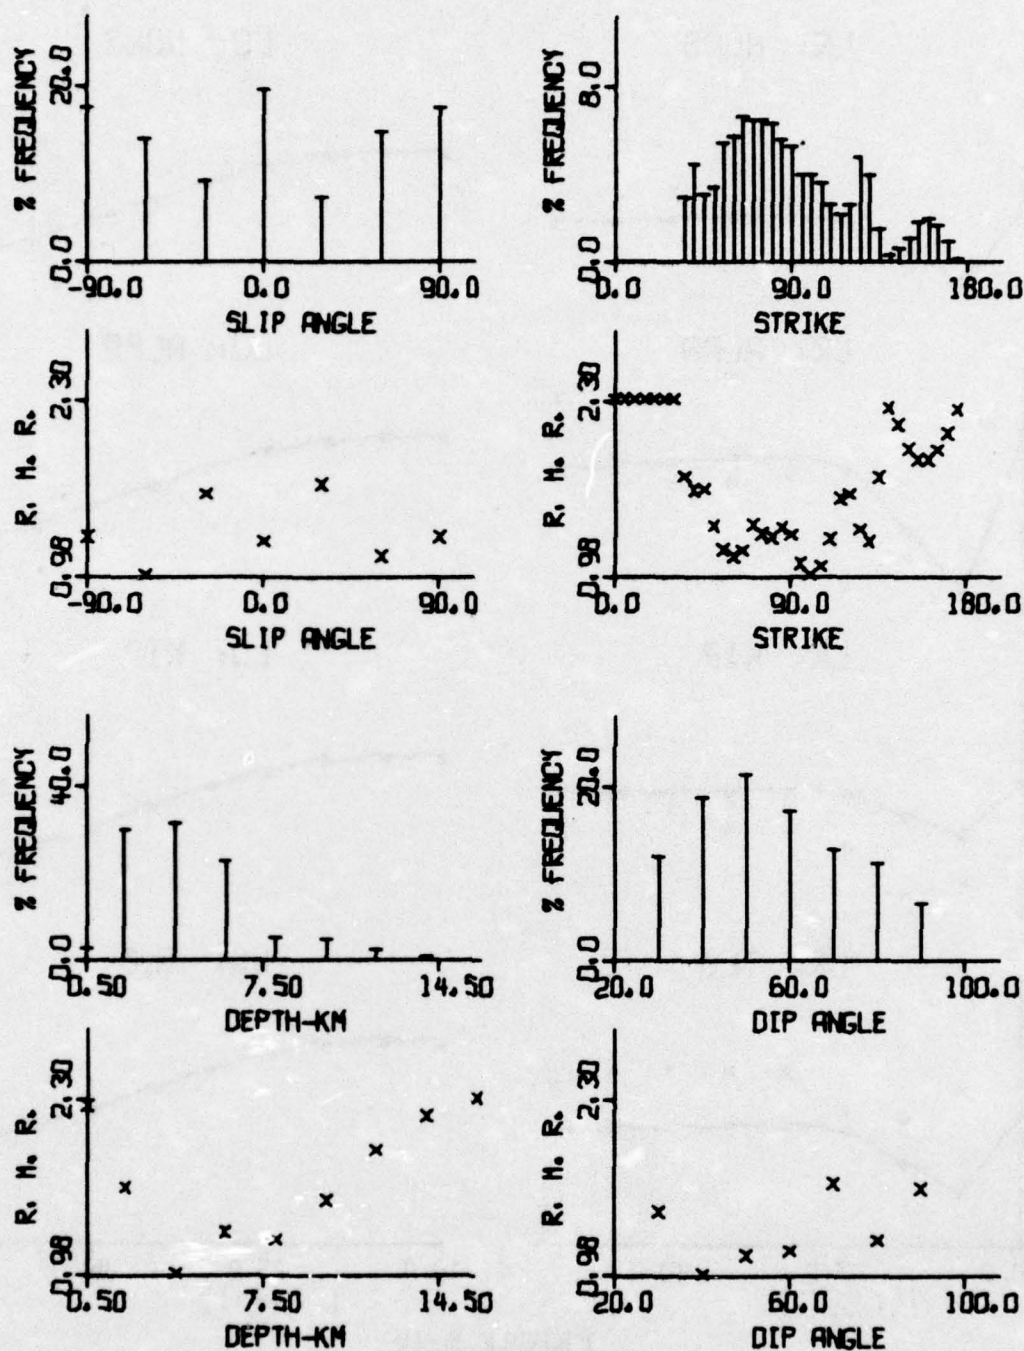 % FREQUENCY
20.0
0.0
-90.0 0.0 90.0
SLIP ANGLE
% FREQUENCY
8.0
0.0
0.0 90.0 180.0
STRIKE
R. M. R.
2.30
0.98
-90.0 0.0 90.0
SLIP ANGLE
R. M. R.
2.30
0.98
0.0 90.0 180.0
STRIKE
% FREQUENCY
40.0
0.0
0.50 7.50 14.50
DEPTH-KM
% FREQUENCY
20.0
0.0
20.0 60.0 100.0
DIP ANGLE
R. M. R.
2.30
0.98
0.50 7.50 14.50
DEPTH-KM
R. M. R.
2.30
0.98
20.0 60.0 100.0
DIP ANGLE